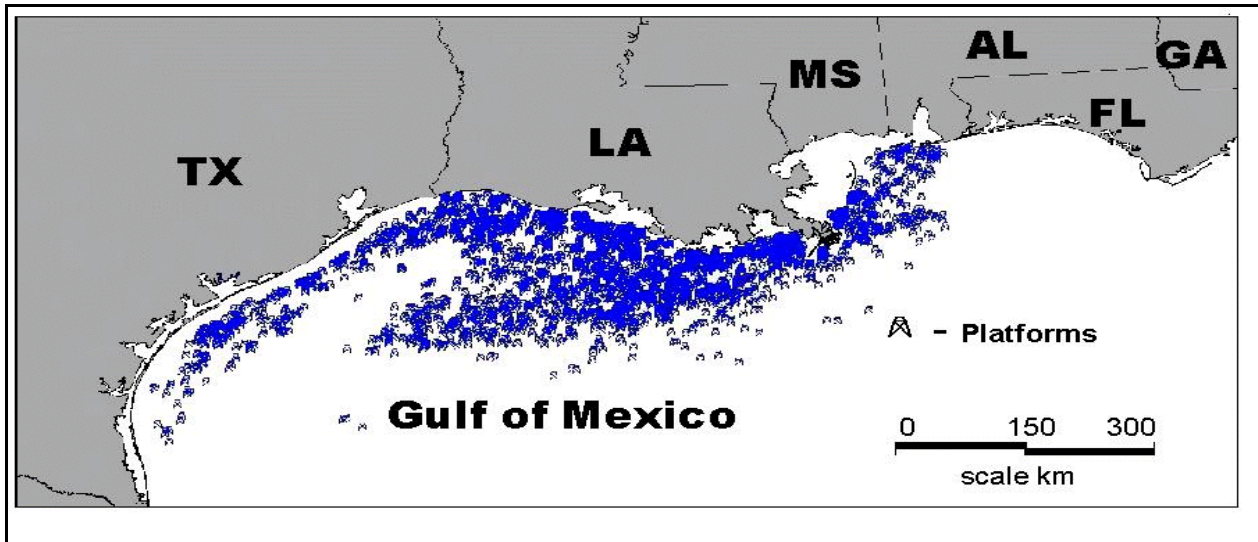 AL
GA
MS
FL
LA
TX
- Platforms
Gulf of Mexico
0 150 300
scale km